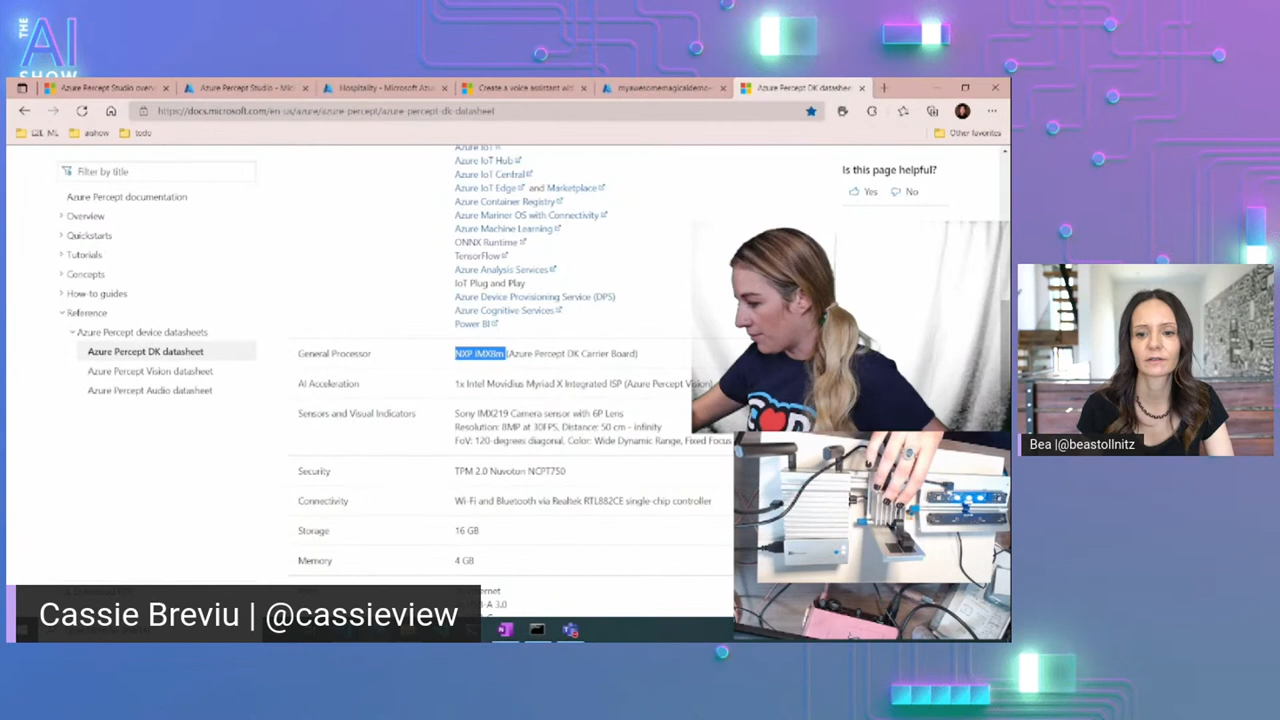 THE
AI
SHOW
Azure Percept Studio over
Azure Percept Studio - Mic
Hospitality - Microsoft Azu
Create a voice assistant wi
myawesomemagicaldemo-
Azure Percept DK datashe
https://docs.microsoft.com/en-us/azure/azure-percept/azure-percept-dk-datasheet
aishow
todo
Other favorites
Filter by title
Azure Percept documentation
Overview
Quickstarts
Tutorials
Concepts
How-to guides
Reference
Azure Percept device datasheets
Azure Percept DK datasheet
Azure Percept Vision datasheet
Azure Percept Audio datasheet
Azure IoT Hub
Azure IoT Central
Azure IoT Edge and Marketplace
Azure Container Registry
Azure Mariner OS with Connectivity
Azure Machine Learning
ONNX Runtime
TensorFlow
Azure Analysis Services
IoT Plug and Play
Azure Device Provisioning Service (DPS)
Azure Cognitive Services
Power BI
General Processor
NXP iMX8m (Azure Percept DK Carrier Board)
AI Acceleration
1x Intel Movidius Myriad X Integrated ISP (Azure Percept Vision)
Sensors and Visual Indicators
Sony IMX219 Camera sensor with 6P Lens
Resolution: 8MP at 30FPS, Distance: 50 cm - infinity
FoV: 120-degrees diagonal, Color: Wide Dynamic Range, Fixed Focus
Security
TPM 2.0 Nuvoton NCPT750
Connectivity
Wi-Fi and Bluetooth via Realtek RTL882CE single-chip controller
Storage
16 GB
Memory
4 GB
Is this page helpful?
Yes
No
Cassie Breviu | @cassieview
Bea |@beastollnitz